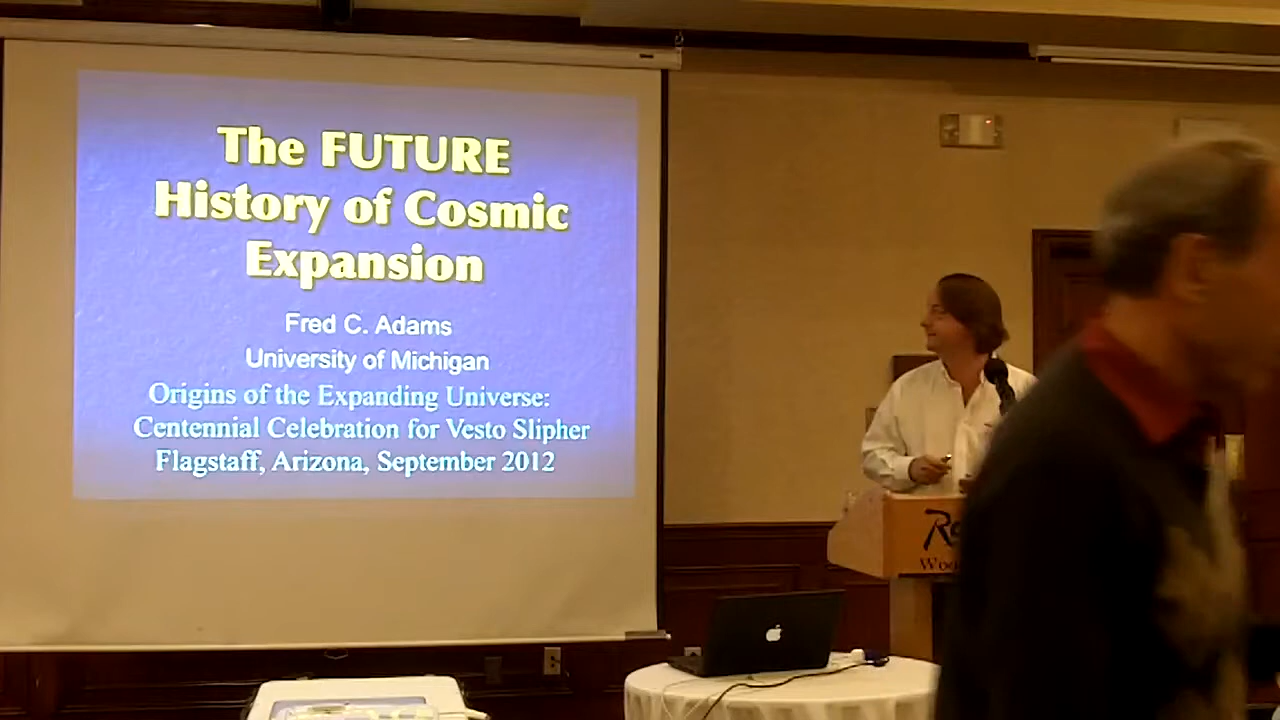 The FUTURE
History of Cosmic
Expansion
Fred C. Adams
University of Michigan
Origins of the Expanding Universe:
Centennial Celebration for Vesto Slipher
Flagstaff, Arizona, September 2012